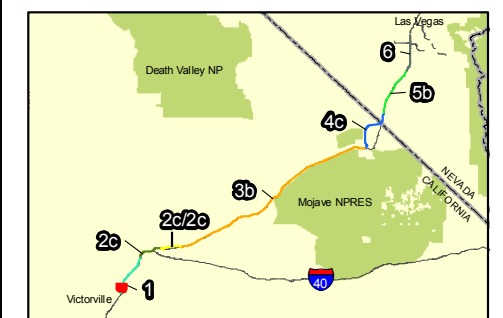 Las Vegas
6
Death Valley NP
5b
4c
NEVADA
CALIFORNIA
3b
Mojave NPRES
2c/2c
2c
40
1
Victorville